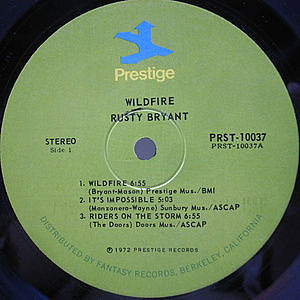 Prestige
WILDFIRE
RUSTY BRYANT
STEREO
Side 1
PRST-10037
PRST-10037A
1. WILDFIRE 6:55
(Bryant-Mason) Prestige Mus./BMI
2. IT'S IMPOSSIBLE 5:03
(Manzonero-Wayne) Sunbury Mus./ASCAP
3. RIDERS ON THE STORM 6:55
(The Doors) Doors Mus./ASCAP
℗1972 PRESTIGE RECORDS
DISTRIBUTED BY FANTASY RECORDS, BERKELEY, CALIFORNIA